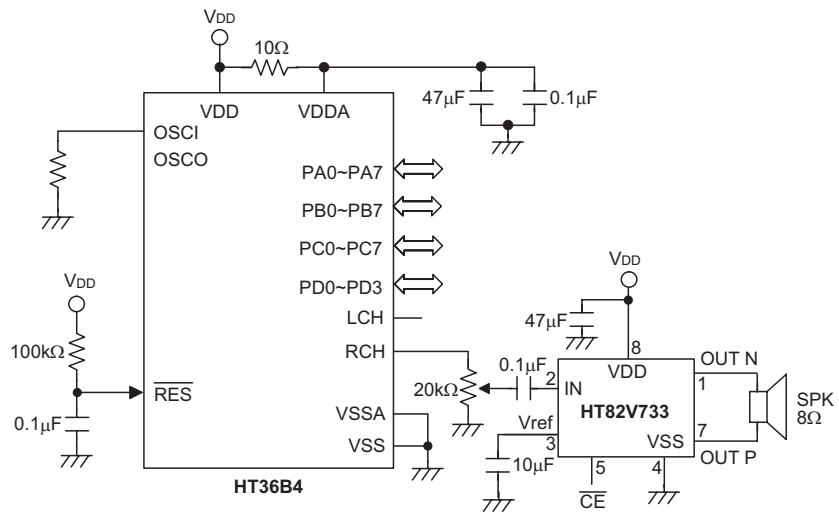 VDD
10Ω
47μF
0.1μF
VDD
VDDA
OSCI
OSCO
PA0~PA7
PB0~PB7
PC0~PC7
PD0~PD3
LCH
RCH
VDD
100kΩ
RES
0.1μF
VSSA
VSS
HT36B4
20kΩ
0.1μF
VDD
47μF
8
VDD
OUT N
1
2
IN
HT82V733
SPK
8Ω
Vref
3
VSS
7
OUT P
10μF
5
4
CE